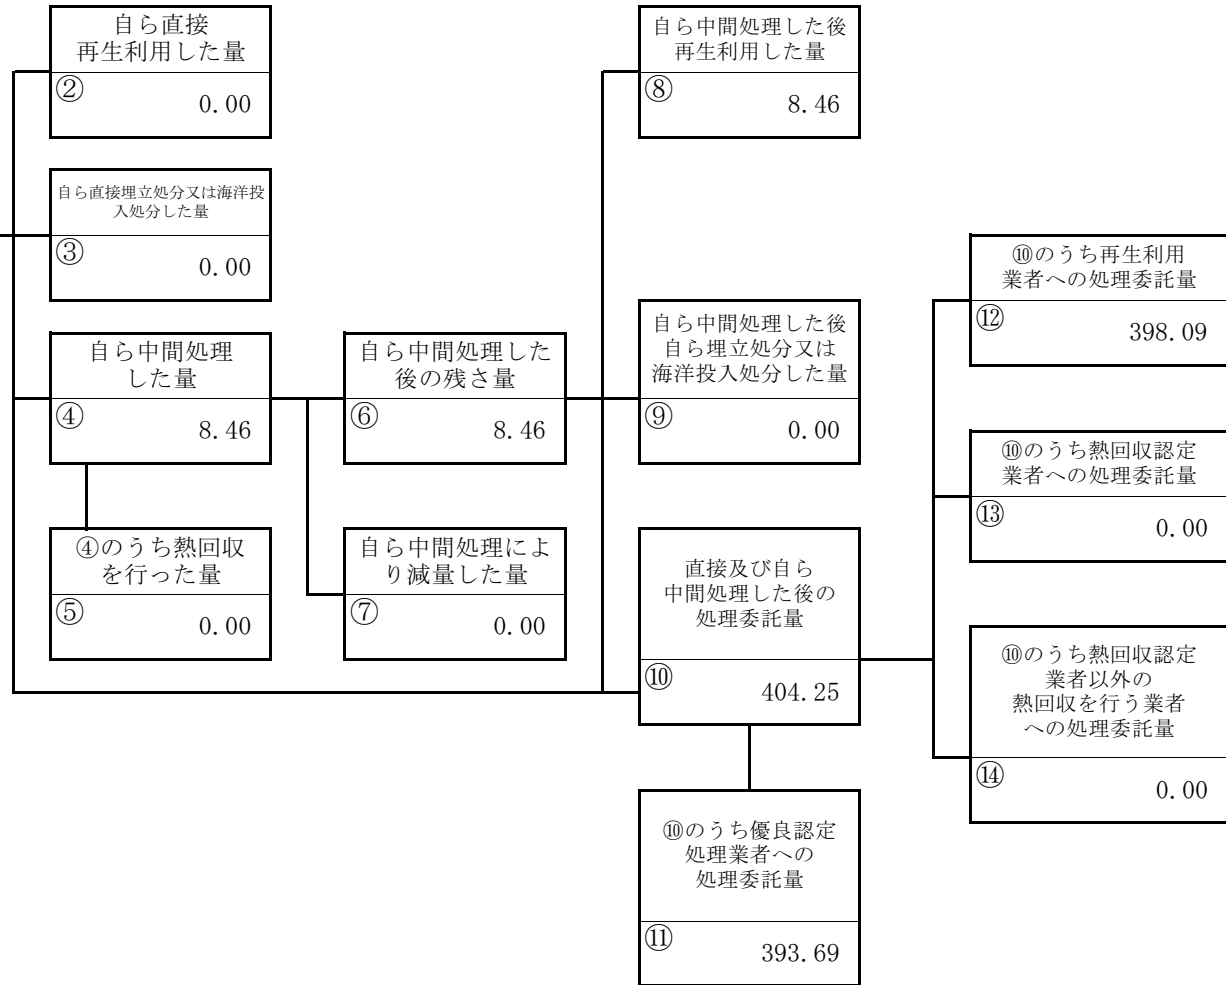 自ら直接
再生利用した量
②
0.00
自ら直接埋立処分又は海洋投
入処分した量
③
0.00
自ら中間処理
した量
④
8.46
④のうち熱回収
を行った量
⑤
0.00
自ら中間処理した
後の残さ量
⑥
8.46
自ら中間処理によ
り減量した量
⑦
0.00
自ら中間処理した後
再生利用した量
⑧
8.46
自ら中間処理した後
自ら埋立処分又は
海洋投入処分した量
⑨
0.00
直接及び自ら
中間処理した後の
処理委託量
⑩
404.25
⑩のうち優良認定
処理業者への
処理委託量
⑪
393.69
⑩のうち再生利用
業者への処理委託量
⑫
398.09
⑩のうち熱回収認定
業者への処理委託量
⑬
0.00
⑩のうち熱回収認定
業者以外の
熱回収を行う業者
への処理委託量
⑭
0.00